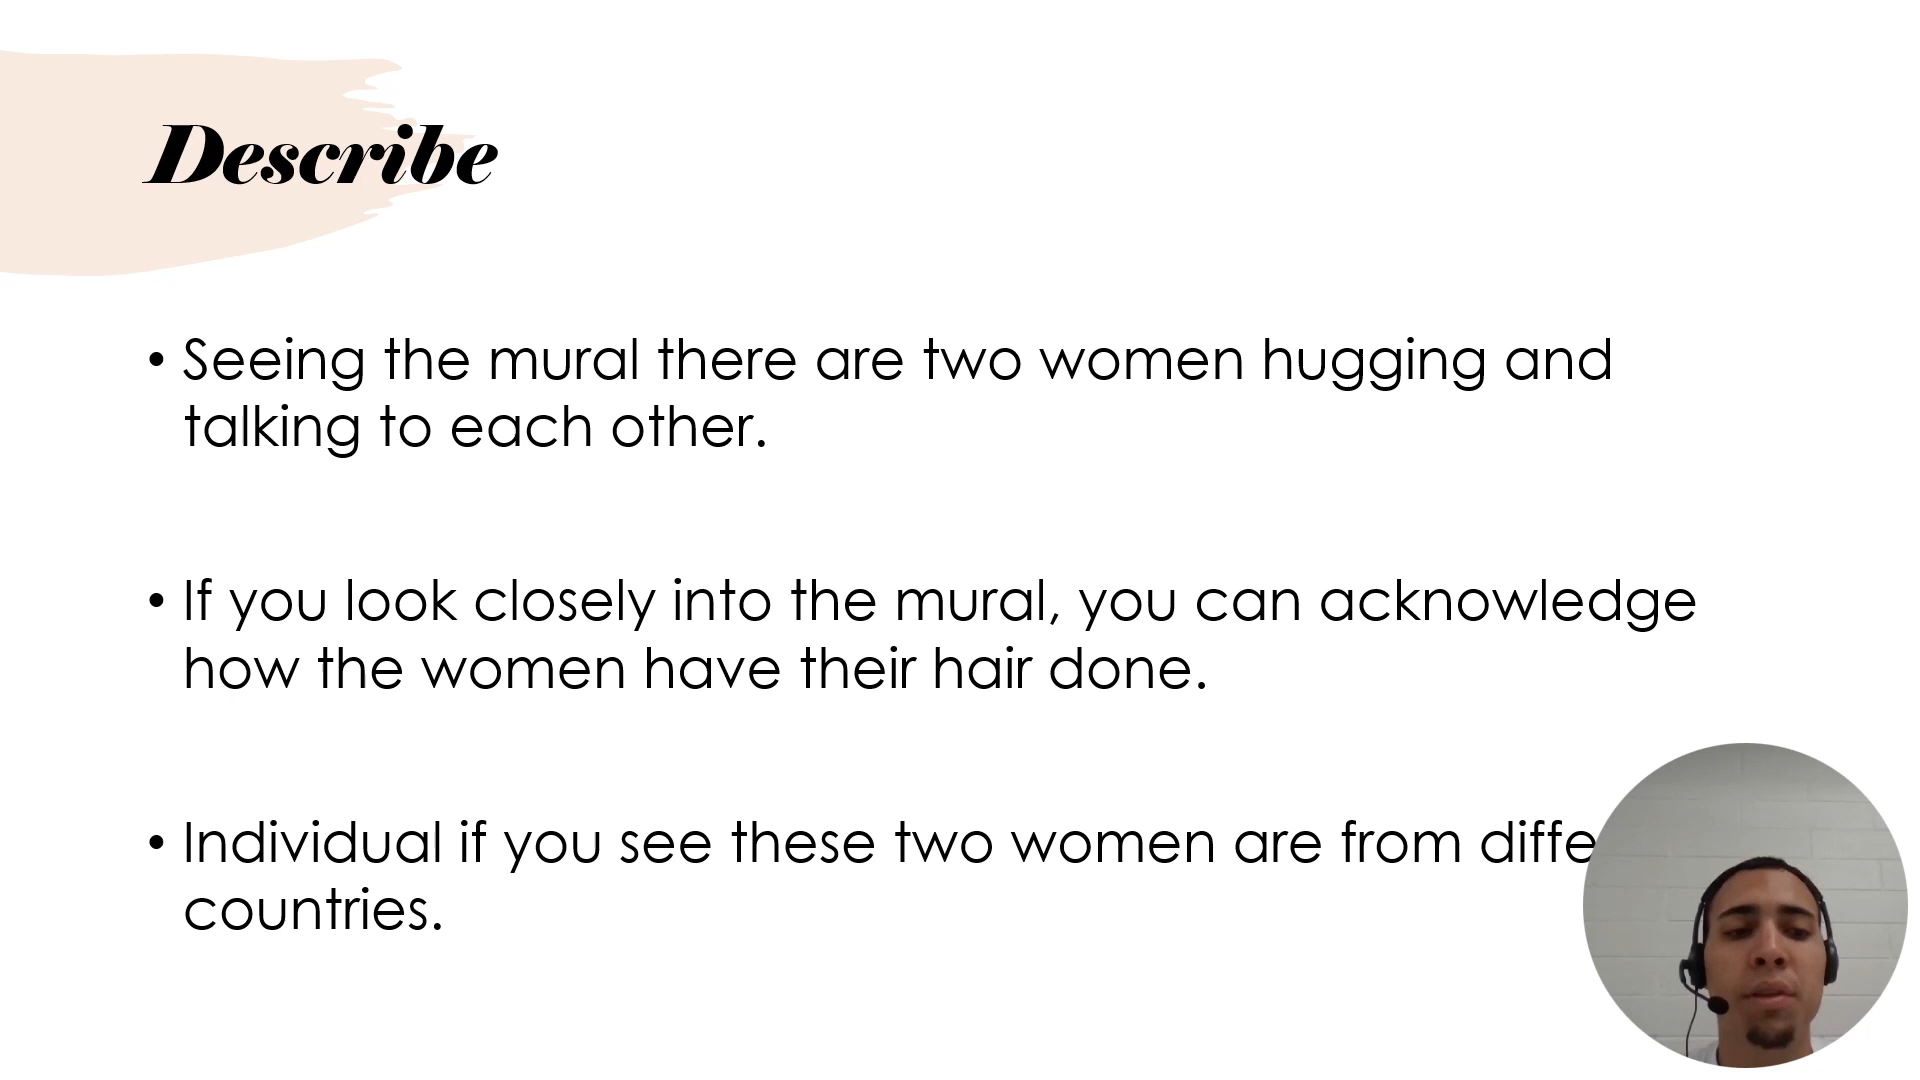 Describe
• Seeing the mural there are two women hugging and
talking to each other.
• If you look closely into the mural, you can acknowledge
how the women have their hair done.
• Individual if you see these two women are from
countries.